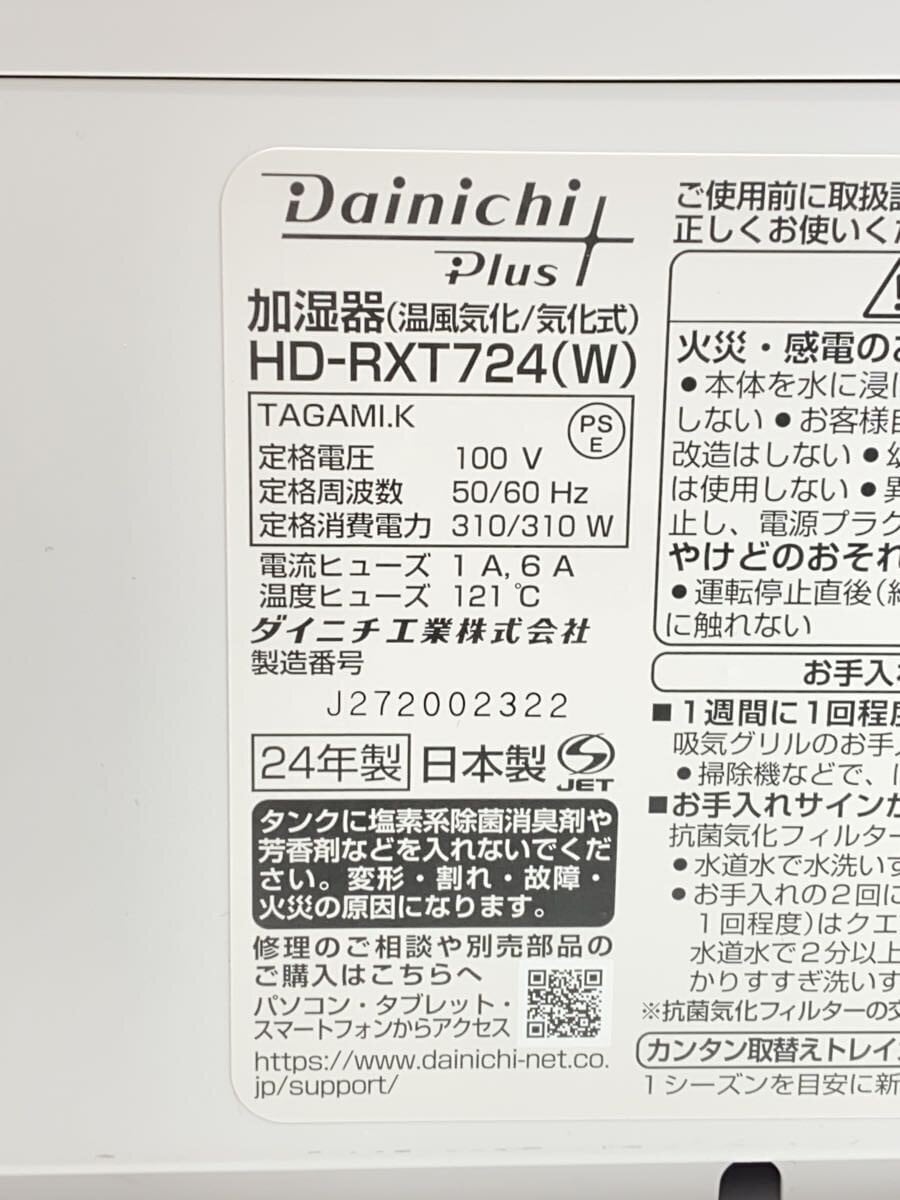 Dainichi
Plus
加湿器(温風気化/気化式)
HD-RXT724(W)
TAGAMI.K
PS
E
定格電圧 100 V
定格周波数 50/60 Hz
定格消費電力 310/310 W
電流ヒューズ 1 A, 6 A
温度ヒューズ 121 ℃
ダイニチ工業株式会社
製造番号
J272002322
24年製 日本製 JET
タンクに塩素系除菌消臭剤や
芳香剤などを入れないでくだ
さい。変形・割れ・故障・
火災の原因になります。
修理のご相談や別売部品の
ご購入はこちらへ
パソコン・タブレット・
スマートフォンからアクセス
https://www.dainichi-net.co.
jp/support/
ご使用前に取扱
正しくお使いくだ
火災・感電のお
●本体を水に浸け
しない ●お客様自
改造はしない ●
は使用しない ●
止し、電源プラグ
やけどのおそれ
●運転停止直後(
に触れない
お手入れ
■1週間に1回程度
吸気グリルのお手入
●掃除機などで、
■お手入れサインが
抗菌気化フィルター
●水道水で水洗いす
●お手入れの2回に
1回程度)はクエ
水道水で2分以上
かりすすぎ洗いす
※抗菌気化フィルターの交
カンタン取替えトレイ
1シーズンを目安に新